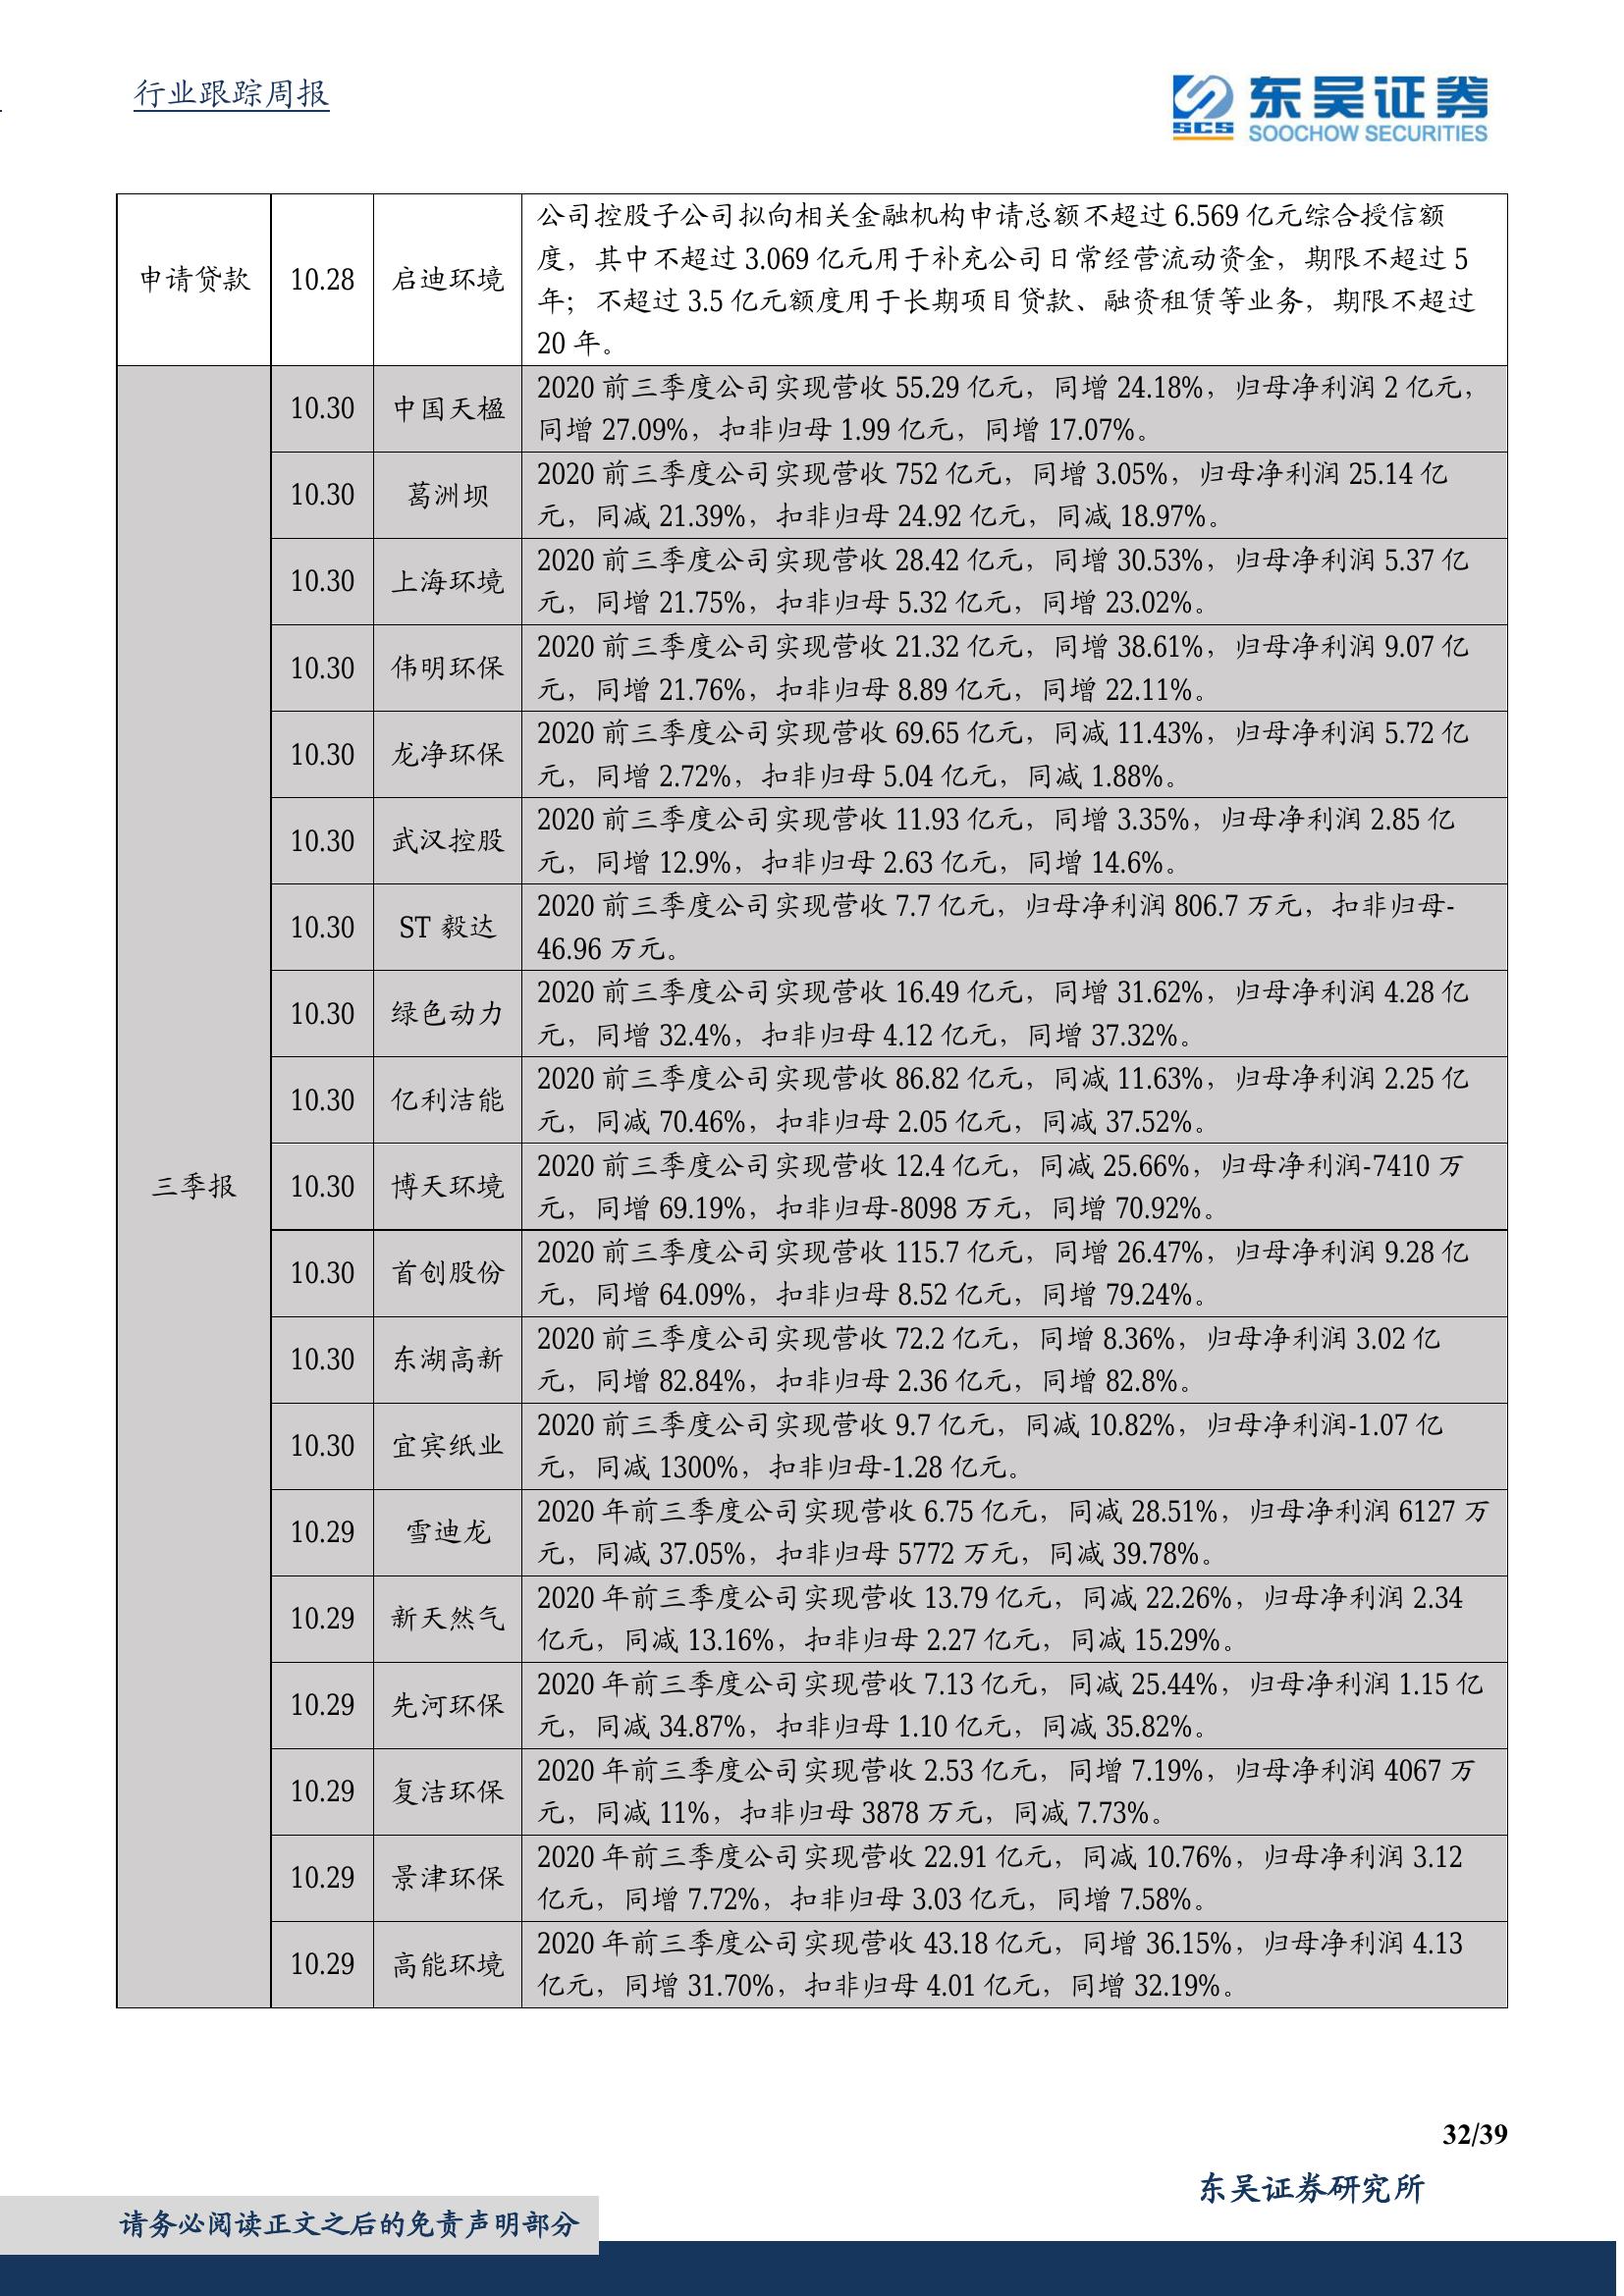 行业跟踪周报
东吴证券
SCS
SOOCHOW SECURITIES
申请贷款
10.28
启迪环境
公司控股子公司拟向相关金融机构申请总额不超过 6.569 亿元综合授信额
度，其中不超过 3.069 亿元用于补充公司日常经营流动资金，期限不超过 5
年；不超过 3.5 亿元额度用于长期项目贷款、融资租赁等业务，期限不超过
20 年。
三季报
10.30
中国天楹
2020 前三季度公司实现营收 55.29 亿元，同增 24.18%，归母净利润 2 亿元，
同增 27.09%，扣非归母 1.99 亿元，同增 17.07%。
10.30
葛洲坝
2020 前三季度公司实现营收 752 亿元，同增 3.05%，归母净利润 25.14 亿
元，同减 21.39%，扣非归母 24.92 亿元，同减 18.97%。
10.30
上海环境
2020 前三季度公司实现营收 28.42 亿元，同增 30.53%，归母净利润 5.37 亿
元，同增 21.75%，扣非归母 5.32 亿元，同增 23.02%。
10.30
伟明环保
2020 前三季度公司实现营收 21.32 亿元，同增 38.61%，归母净利润 9.07 亿
元，同增 21.76%，扣非归母 8.89 亿元，同增 22.11%。
10.30
龙净环保
2020 前三季度公司实现营收 69.65 亿元，同减 11.43%，归母净利润 5.72 亿
元，同增 2.72%，扣非归母 5.04 亿元，同减 1.88%。
10.30
武汉控股
2020 前三季度公司实现营收 11.93 亿元，同增 3.35%，归母净利润 2.85 亿
元，同增 12.9%，扣非归母 2.63 亿元，同增 14.6%。
10.30
ST 毅达
2020 前三季度公司实现营收 7.7 亿元，归母净利润 806.7 万元，扣非归母-
46.96 万元。
10.30
绿色动力
2020 前三季度公司实现营收 16.49 亿元，同增 31.62%，归母净利润 4.28 亿
元，同增 32.4%，扣非归母 4.12 亿元，同增 37.32%。
10.30
亿利洁能
2020 前三季度公司实现营收 86.82 亿元，同减 11.63%，归母净利润 2.25 亿
元，同减 70.46%，扣非归母 2.05 亿元，同减 37.52%。
10.30
博天环境
2020 前三季度公司实现营收 12.4 亿元，同减 25.66%，归母净利润-7410 万
元，同增 69.19%，扣非归母-8098 万元，同增 70.92%。
10.30
首创股份
2020 前三季度公司实现营收 115.7 亿元，同增 26.47%，归母净利润 9.28 亿
元，同增 64.09%，扣非归母 8.52 亿元，同增 79.24%。
10.30
东湖高新
2020 前三季度公司实现营收 72.2 亿元，同增 8.36%，归母净利润 3.02 亿
元，同增 82.84%，扣非归母 2.36 亿元，同增 82.8%。
10.30
宜宾纸业
2020 前三季度公司实现营收 9.7 亿元，同减 10.82%，归母净利润-1.07 亿
元，同减 1300%，扣非归母-1.28 亿元。
10.29
雪迪龙
2020 年前三季度公司实现营收 6.75 亿元，同减 28.51%，归母净利润 6127 万
元，同减 37.05%，扣非归母 5772 万元，同减 39.78%。
10.29
新天然气
2020 年前三季度公司实现营收 13.79 亿元，同减 22.26%，归母净利润 2.34
亿元，同减 13.16%，扣非归母 2.27 亿元，同减 15.29%。
10.29
先河环保
2020 年前三季度公司实现营收 7.13 亿元，同减 25.44%，归母净利润 1.15 亿
元，同减 34.87%，扣非归母 1.10 亿元，同减 35.82%。
10.29
复洁环保
2020 年前三季度公司实现营收 2.53 亿元，同增 7.19%，归母净利润 4067 万
元，同减 11%，扣非归母 3878 万元，同减 7.73%。
10.29
景津环保
2020 年前三季度公司实现营收 22.91 亿元，同减 10.76%，归母净利润 3.12
亿元，同增 7.72%，扣非归母 3.03 亿元，同增 7.58%。
10.29
高能环境
2020 年前三季度公司实现营收 43.18 亿元，同增 36.15%，归母净利润 4.13
亿元，同增 31.70%，扣非归母 4.01 亿元，同增 32.19%。
32/39
东吴证券研究所
请务必阅读正文之后的免责声明部分